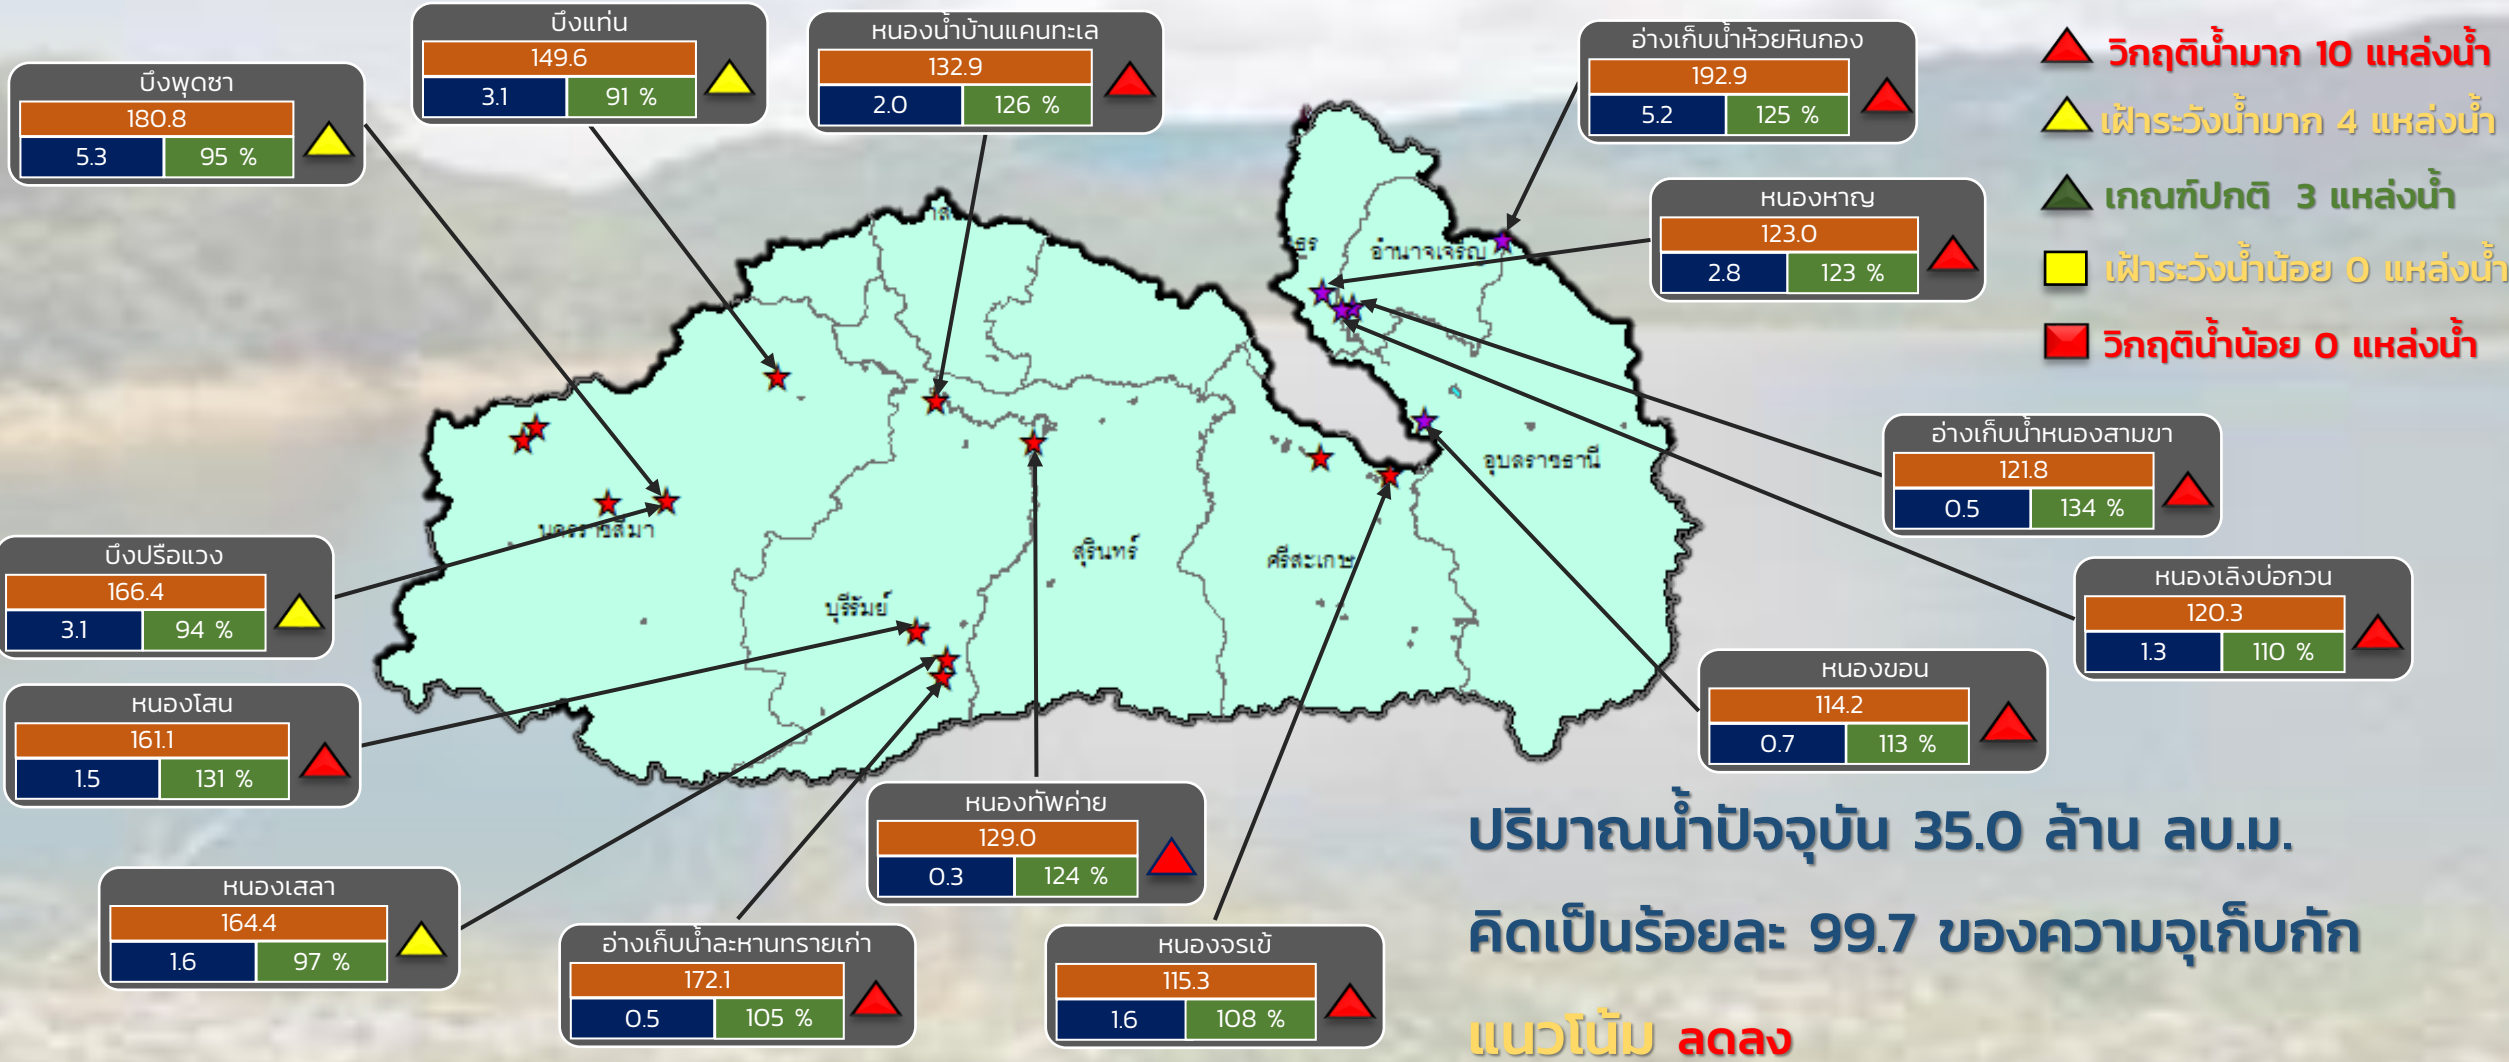 บึงแท่น
149.6
3.1 91 %
หนองน้ำบ้านแคนทะเล
132.9
2.0 126 %
อ่างเก็บน้ำห้วยหินกอง
192.9
5.2 125 %
วิกฤติน้ำมาก 10 แหล่งน้ำ
บึงพุดซา
180.8
5.3 95 %
เฝ้าระวังน้ำมาก 4 แหล่งน้ำ
เกณฑ์ปกติ 3 แหล่งน้ำ
หนองหาญ
123.0
2.8 123 %
เฝ้าระวังน้ำน้อย 0 แหล่งน้ำ
วิกฤติน้ำน้อย 0 แหล่งน้ำ
อำนาจเจริญ
อ่างเก็บน้ำหนองสามขา
121.8
0.5 134 %
อุบลราชธานี
นครราชสีมา
สุรินทร์
ศรีสะเกษ
บุรีรัมย์
บึงปรือแวง
166.4
3.1 94 %
หนองเลิงบ่อกวน
120.3
1.3 110 %
หนองขอน
114.2
0.7 113 %
หนองโสน
161.1
1.5 131 %
หนองทัพค่าย
129.0
0.3 124 %
ปริมาณน้ำปัจจุบัน 35.0 ล้าน ลบ.ม.
หนองเสลา
164.4
1.6 97 %
คิดเป็นร้อยละ 99.7 ของความจุเก็บกัก
อ่างเก็บน้ำละหานทรายเก่า
172.1
0.5 105 %
หนองจรเข้
115.3
1.6 108 %
แนวโน้ม ลดลง